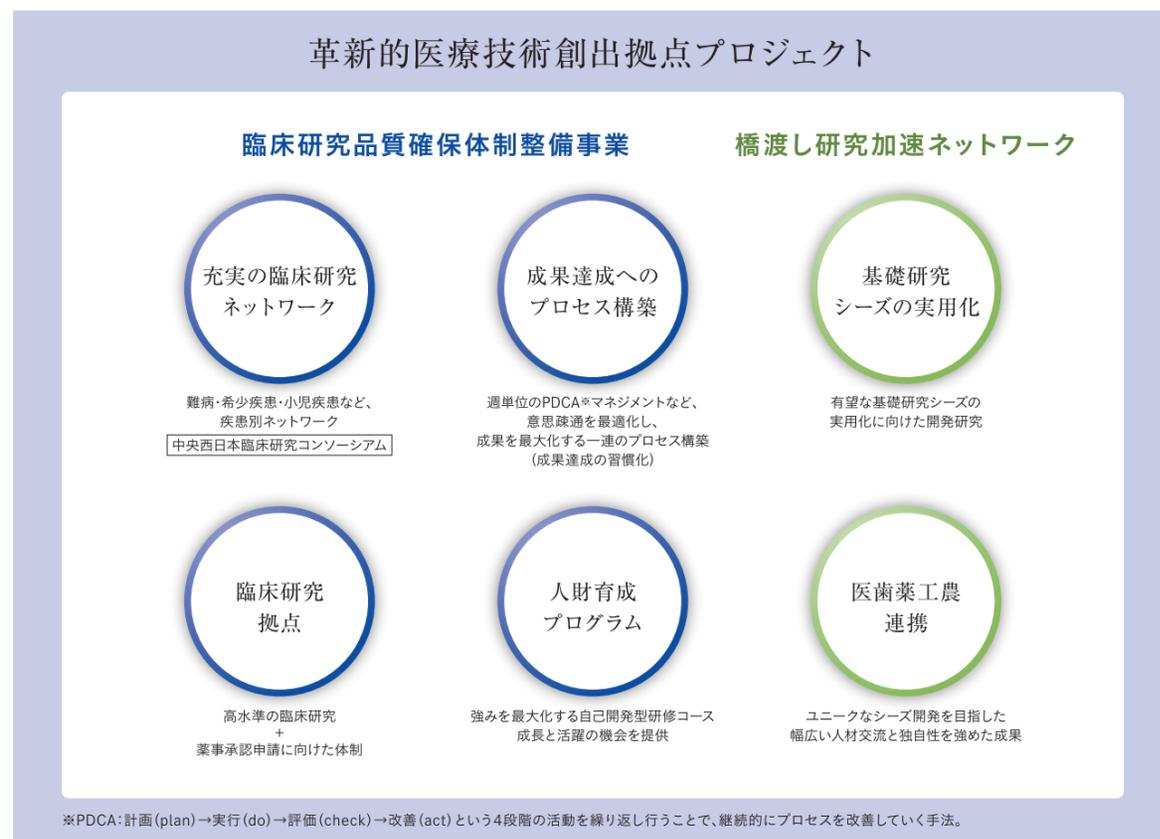 革新的医療技術創出拠点プロジェクト
臨床研究品質確保体制整備事業
充実の臨床研究
ネットワーク
難病・希少疾患・小児疾患など、
疾患別ネットワーク
中央西日本臨床研究コンソーシアム
成果達成への
プロセス構築
週単位のPDCA※マネジメントなど、
意思疎通を最適化し、
成果を最大化する一連のプロセス構築
(成果達成の習慣化)
臨床研究
拠点
高水準の臨床研究
+
薬事承認申請に向けた体制
人財育成
プログラム
強みを最大化する自己開発型研修コース
成長と活躍の機会を提供
橋渡し研究加速ネットワーク
基礎研究
シーズの実用化
有望な基礎研究シーズの
実用化に向けた開発研究
医歯薬工農
連携
ユニークなシーズ開発を目指した
幅広い人材交流と独自性を強めた成果
※PDCA：計画(plan)→実行(do)→評価(check)→改善(act)という4段階の活動を繰り返し行うことで、継続的にプロセスを改善していく手法。